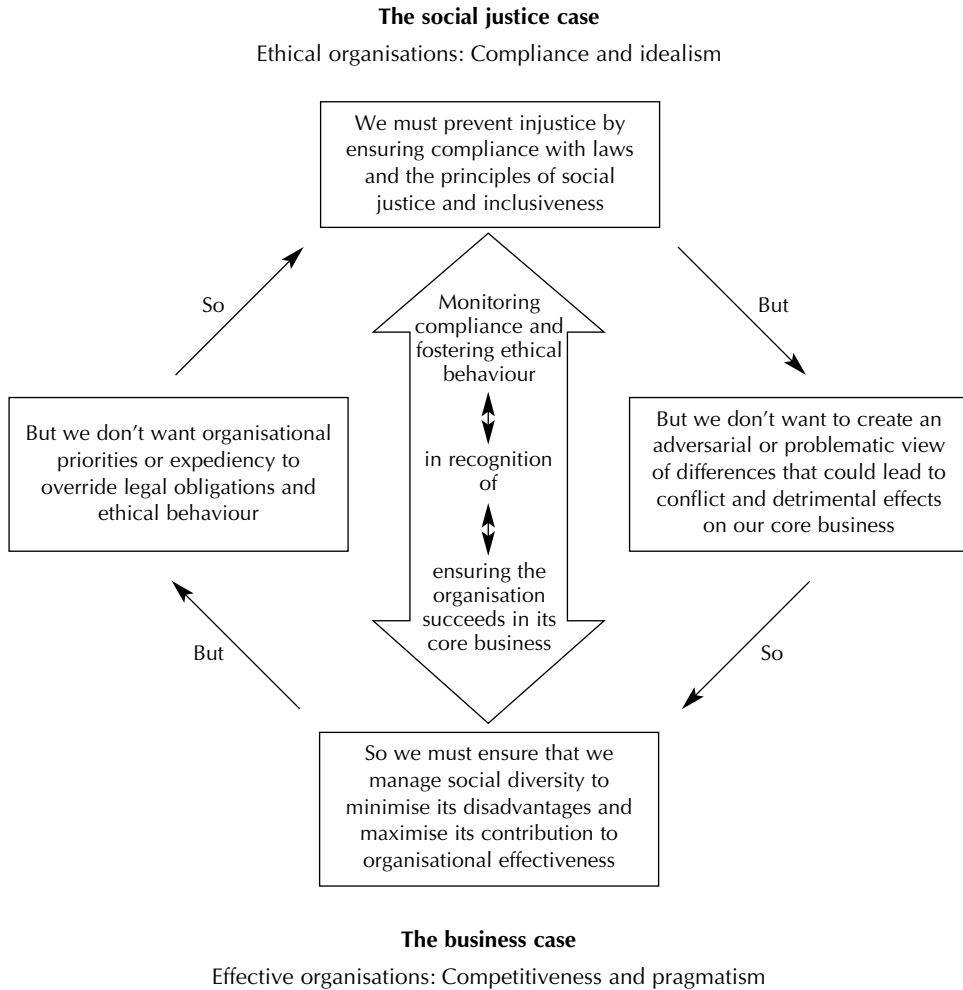 The social justice case
Ethical organisations: Compliance and idealism
We must prevent injustice by
ensuring compliance with laws
and the principles of social
justice and inclusiveness
So
But
Monitoring
compliance and
fostering ethical
behaviour
in recognition
of
ensuring the
organisation
succeeds in its
core business
But we don’t want organisational
priorities or expediency to
override legal obligations and
ethical behaviour
But we don’t want to create an
adversarial or problematic view
of differences that could lead to
conflict and detrimental effects
on our core business
But
So
So we must ensure that we
manage social diversity to
minimise its disadvantages and
maximise its contribution to
organisational effectiveness
The business case
Effective organisations: Competitiveness and pragmatism